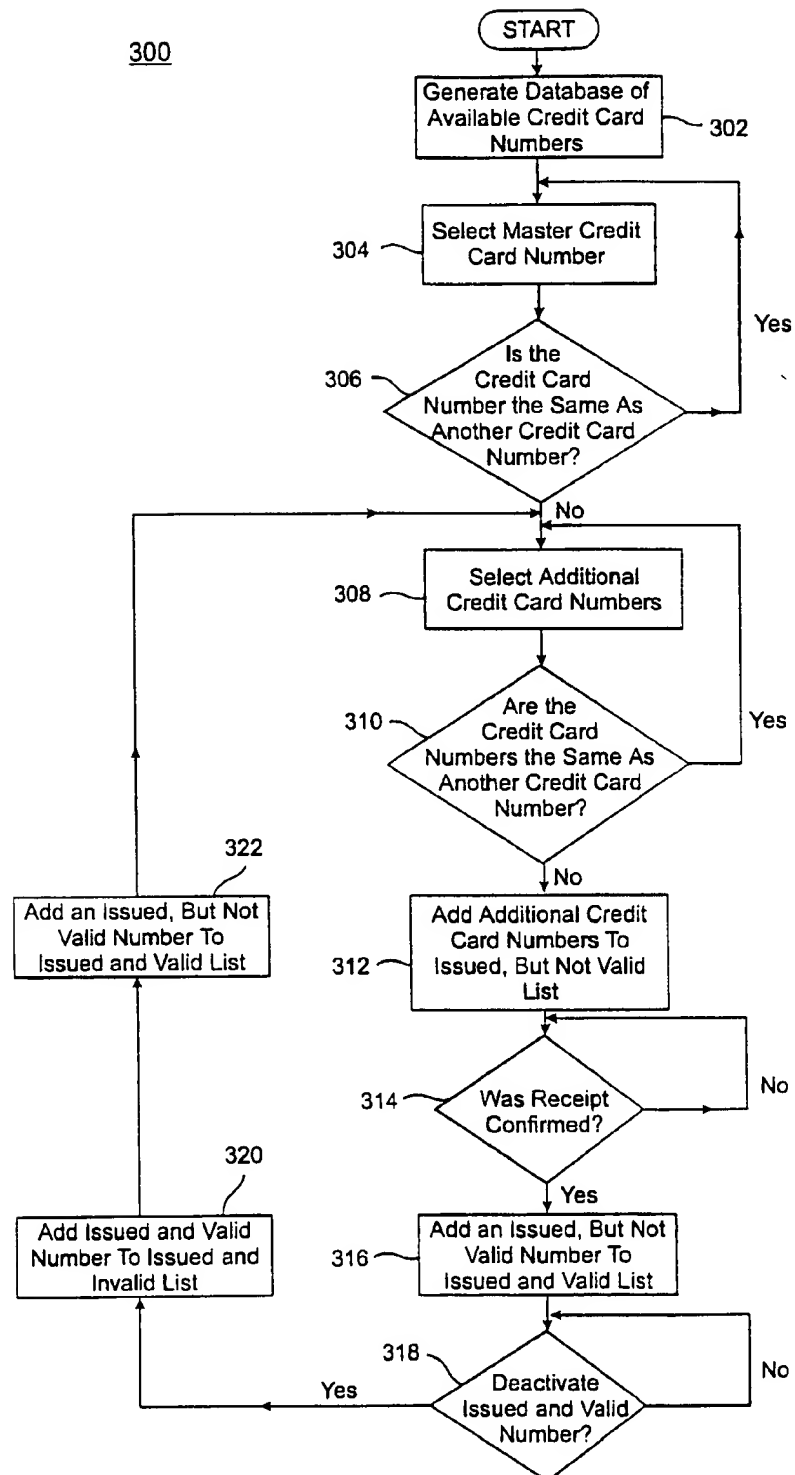 300
START
Generate Database of
Available Credit Card
Numbers
302
304
Select Master Credit
Card Number
Yes
306
Is the
Credit Card
Number the Same As
Another Credit Card
Number?
No
308
Select Additional
Credit Card Numbers
310
Are the
Credit Card
Numbers the Same As
Another Credit Card
Number?
Yes
No
322
Add an Issued, But Not
Valid Number To
Issued and Valid List
312
Add Additional Credit
Card Numbers To
Issued, But Not Valid
List
314
Was Receipt
Confirmed?
No
Yes
320
Add Issued and Valid
Number To Issued and
Invalid List
316
Add an Issued, But Not
Valid Number To
Issued and Valid List
318
Deactivate
Issued and Valid
Number?
No
Yes